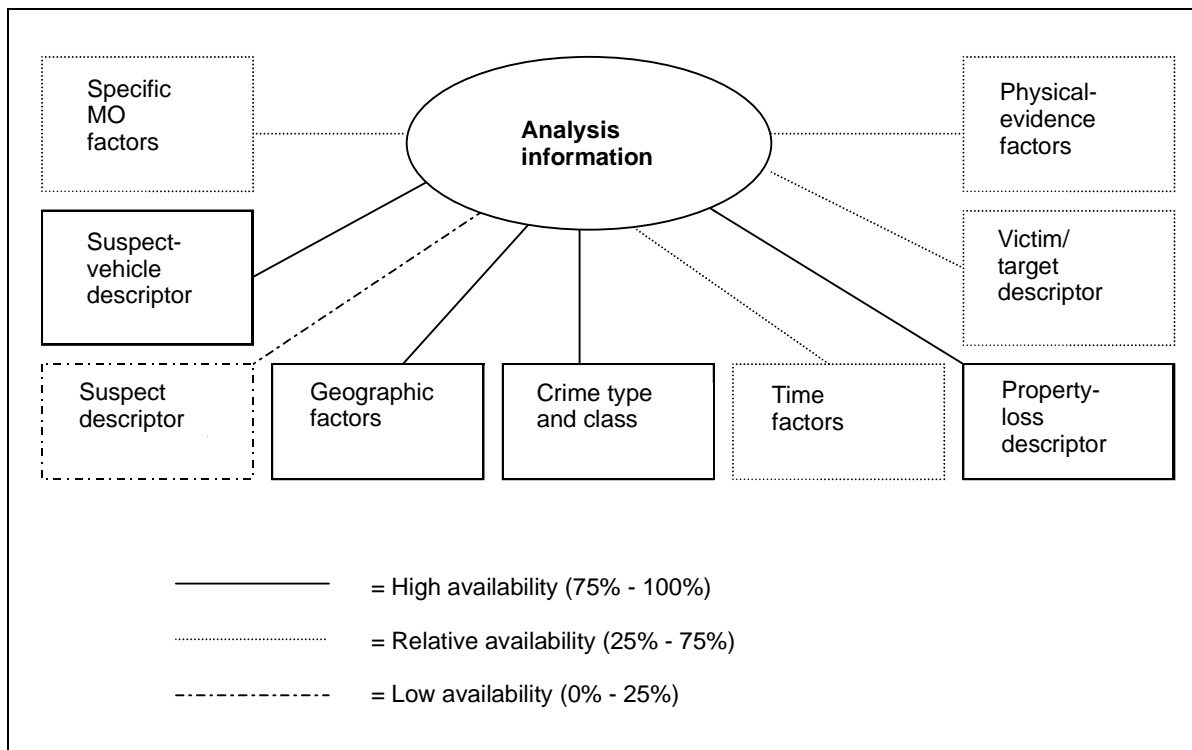 Specific
MO
factors
Analysis
information
Physical-
evidence
factors
Suspect-
vehicle
descriptor
Victim/
target
descriptor
Suspect
descriptor
Geographic
factors
Crime type
and class
Time
factors
Property-
loss
descriptor
= High availability (75% - 100%)
= Relative availability (25% - 75%)
= Low availability (0% - 25%)